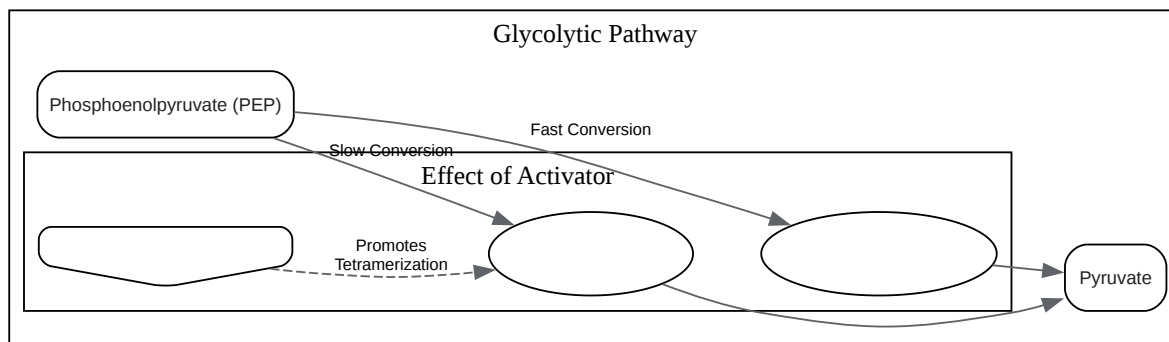 Glycolytic Pathway
Phosphoenolpyruvate (PEP)
Fast Conversion
Slow Conversion
Effect of Activator
Promotes
Tetramerization
Pyruvate